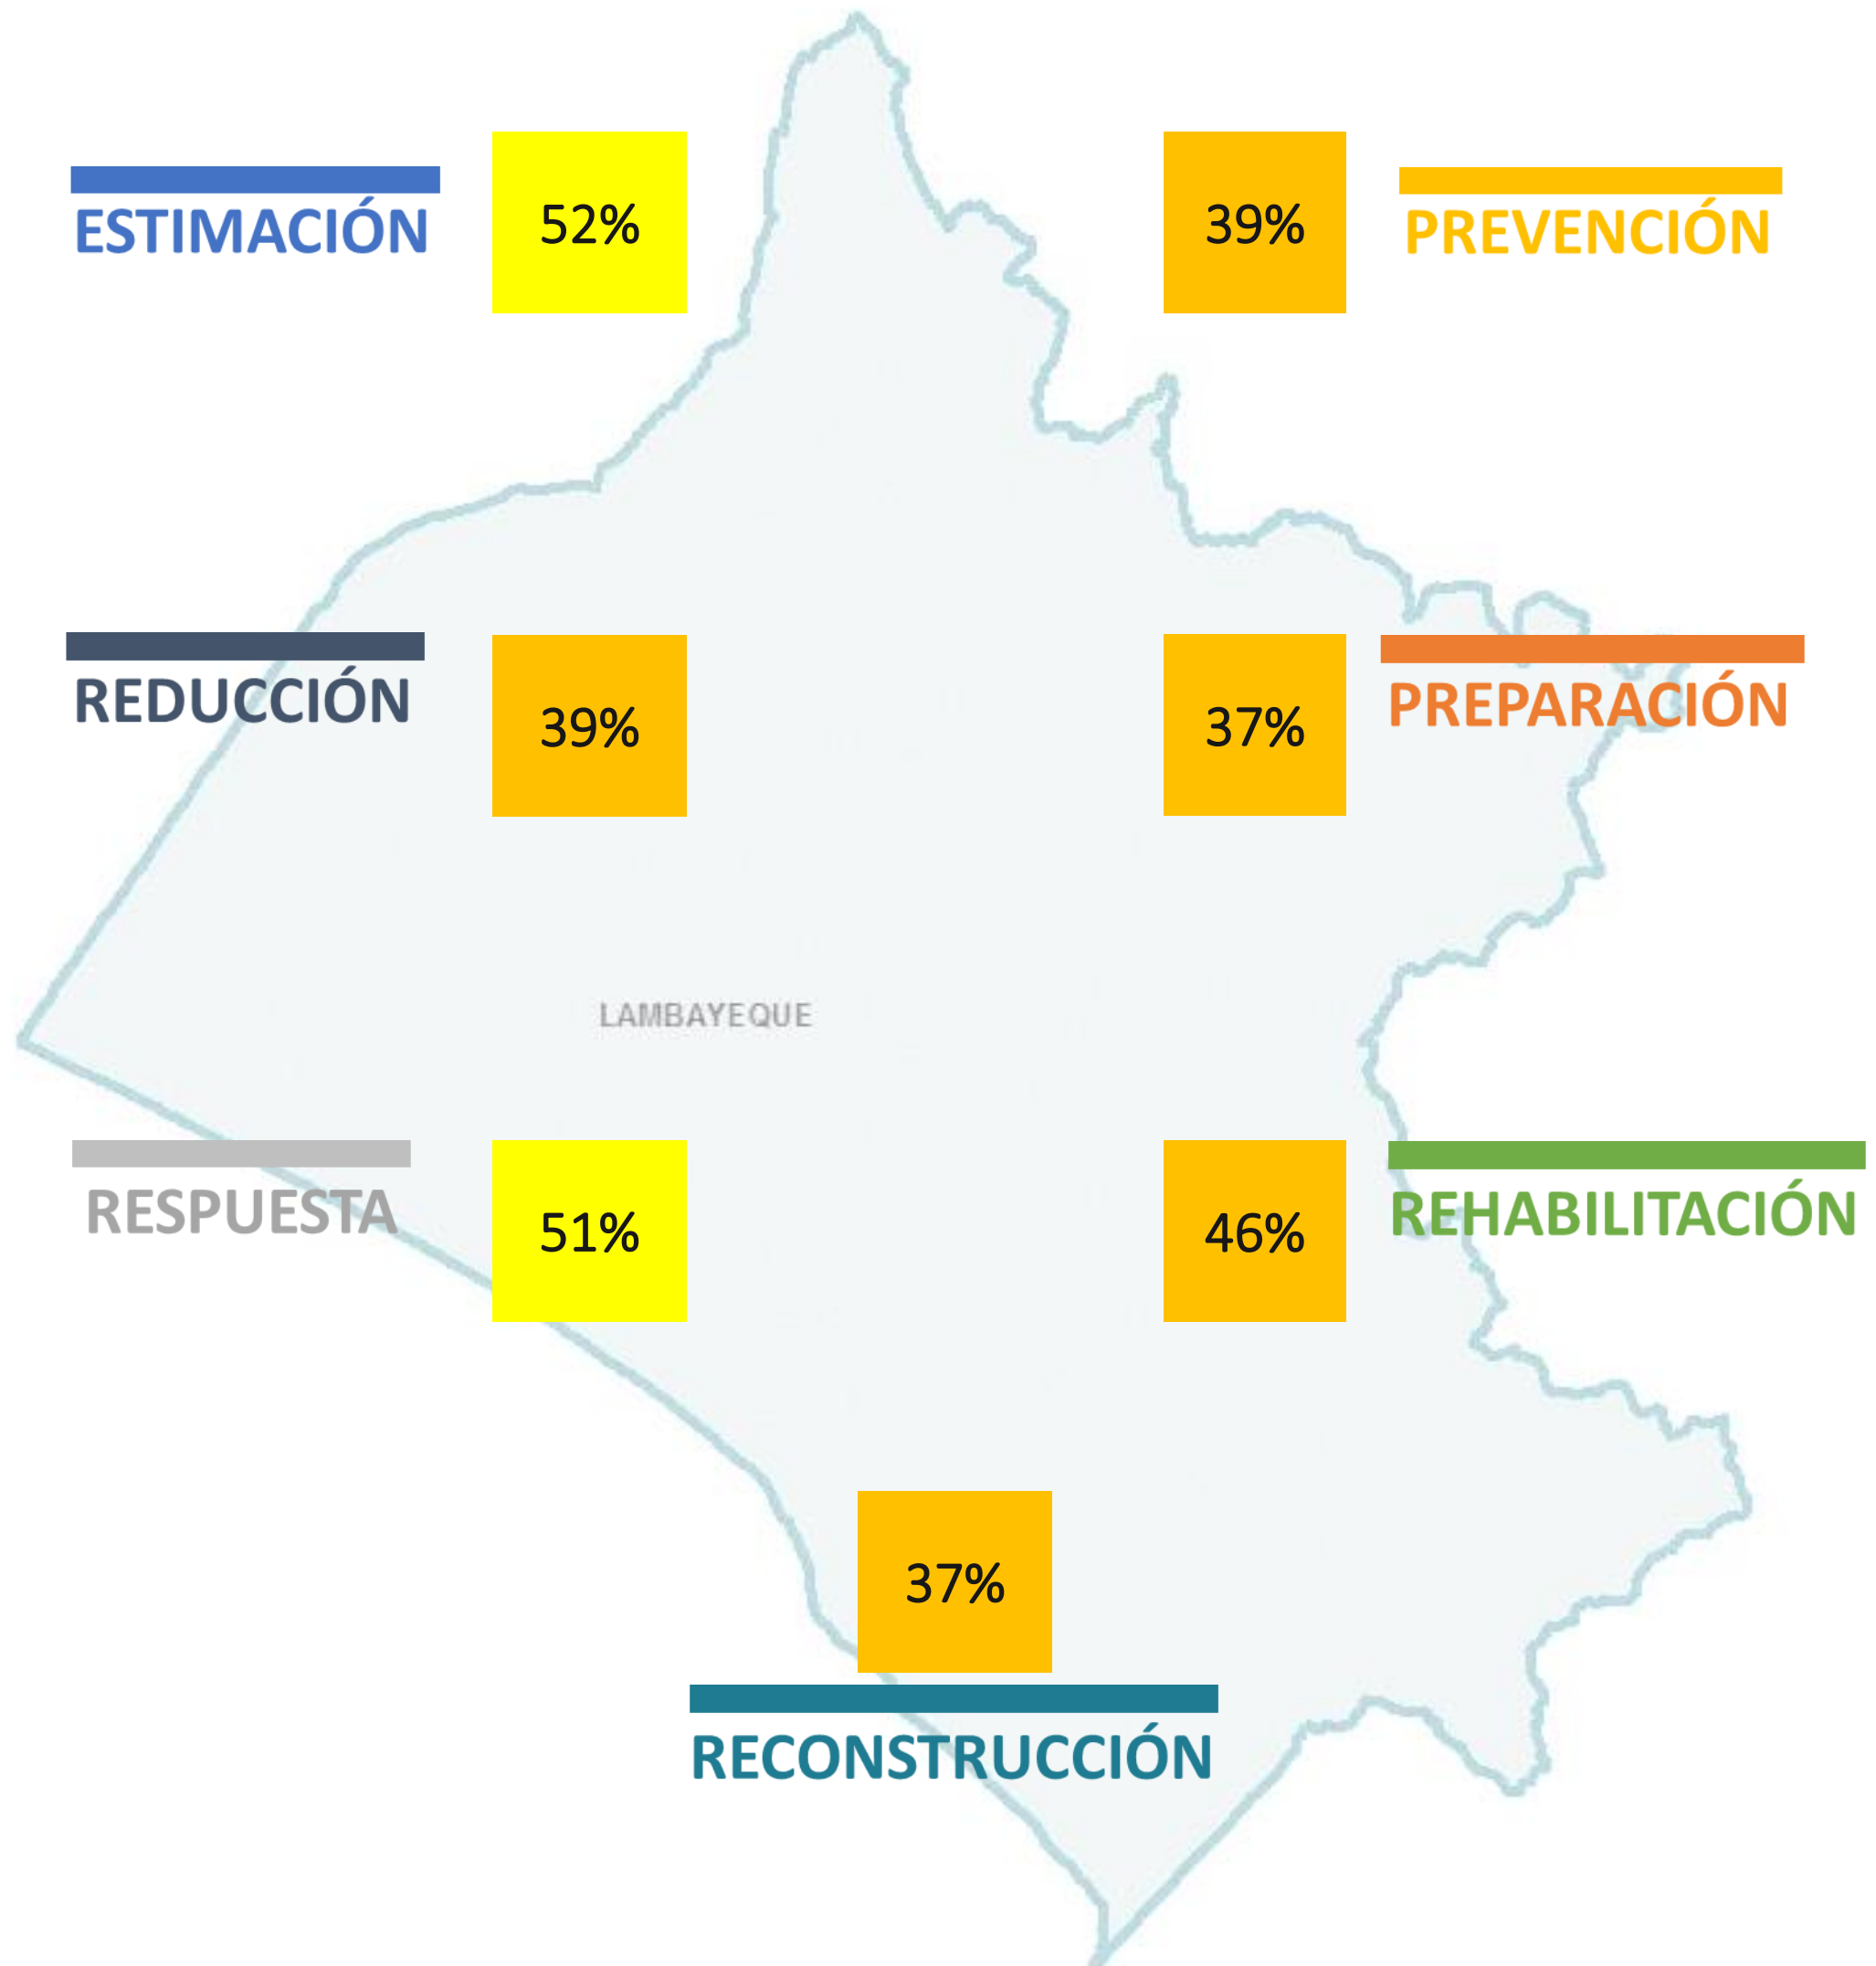 ESTIMACIÓN
52%
39%
PREVENCIÓN
REDUCCIÓN
39%
37%
PREPARACIÓN
LAMBAYEQUE
RESPUESTA
51%
46%
REHABILITACIÓN
37%
RECONSTRUCCIÓN